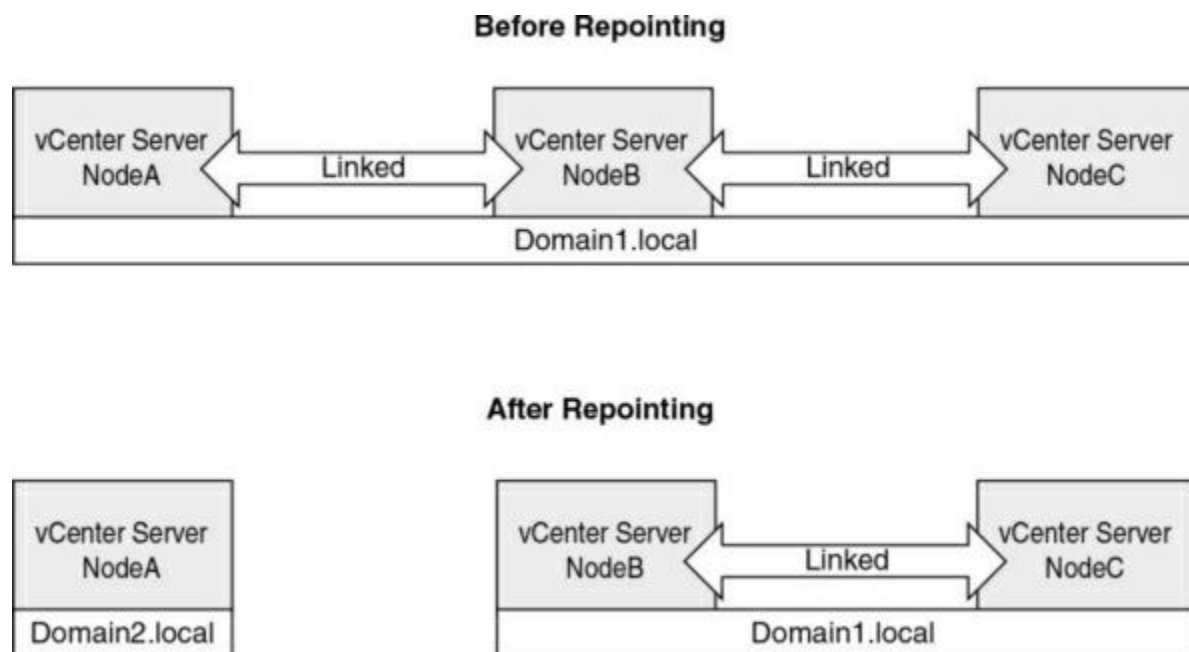 Before Repointing
vCenter Server
NodeA
Linked
vCenter Server
NodeB
Linked
vCenter Server
NodeC
Domain1.local
After Repointing
vCenter Server
NodeA
Domain2.local
vCenter Server
NodeB
Linked
vCenter Server
NodeC
Domain1.local